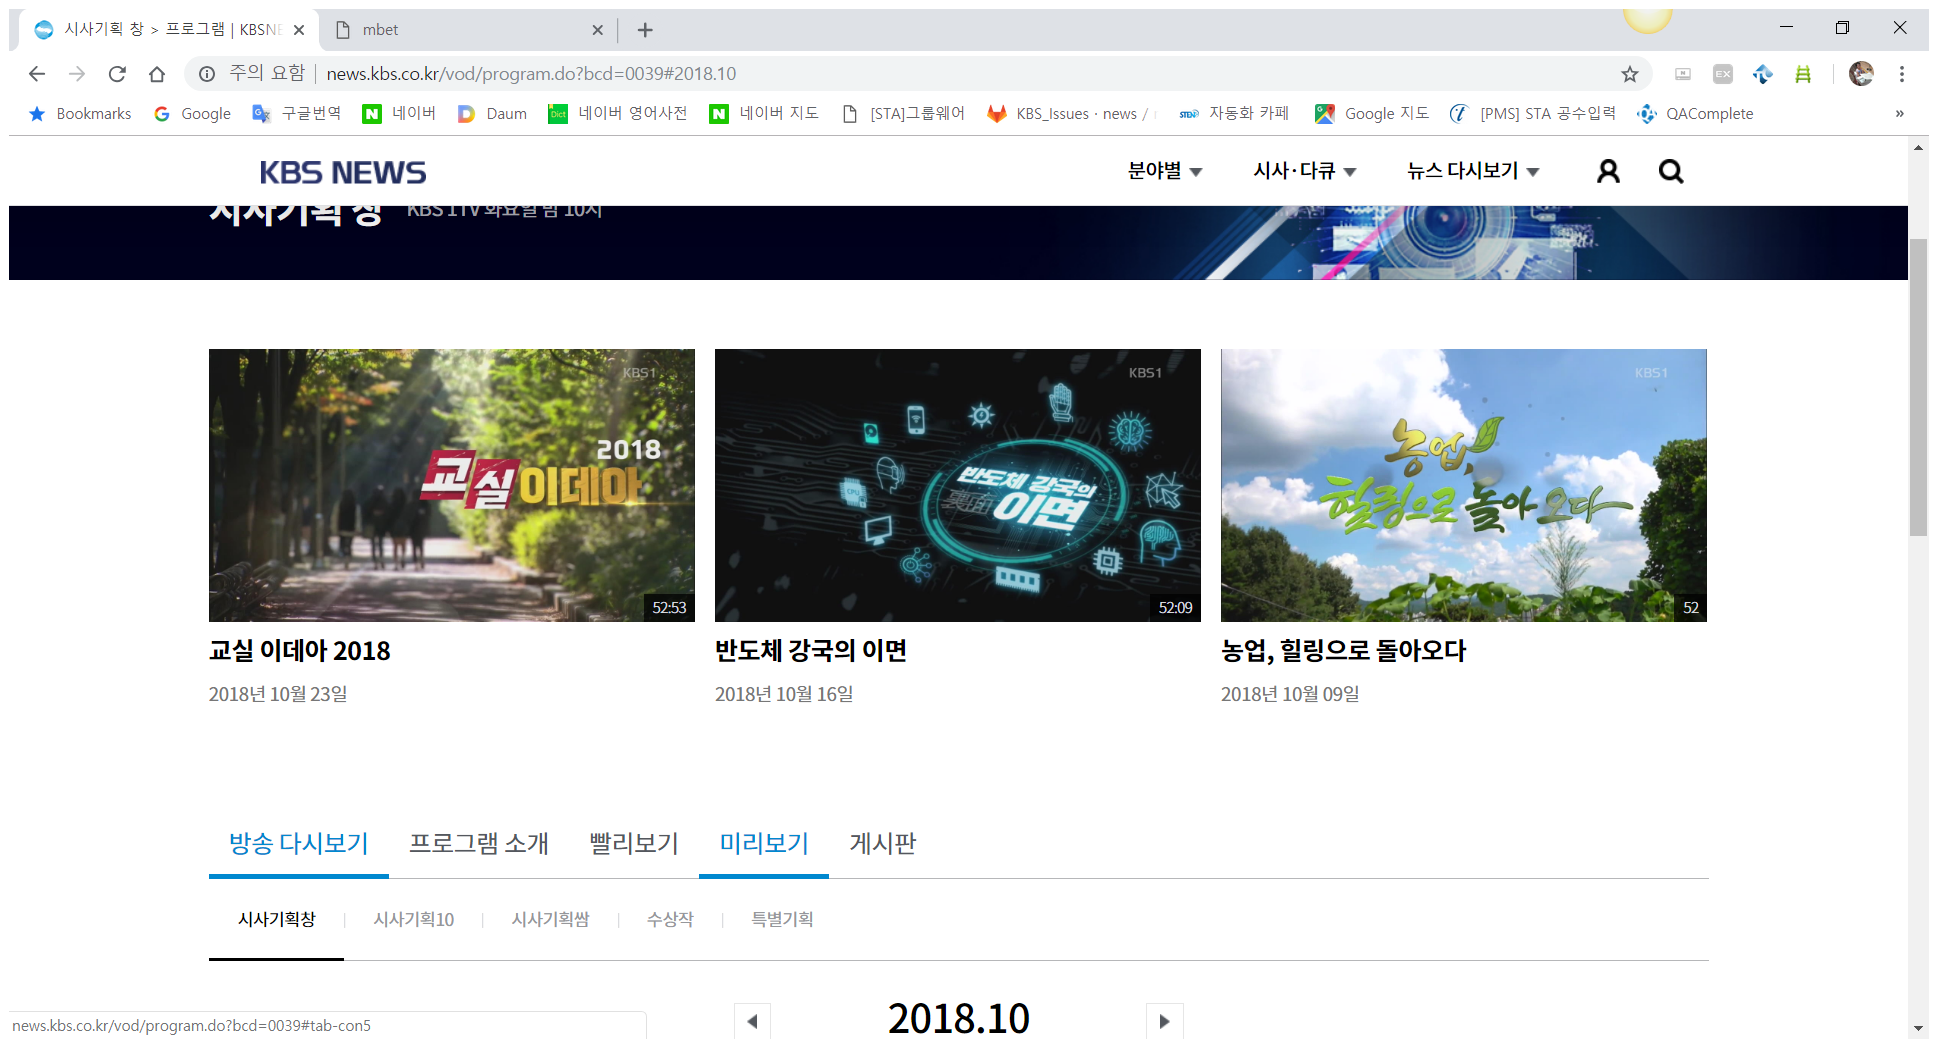 시사기획 창 > 프로그램 | KBSNE
mbet
주의 요함 | news.kbs.co.kr/vod/program.do?bcd=0039#2018.10
EX
Bookmarks Google 구글번역 네이버 Daum 네이버 영어사전 네이버 지도 [STA]그룹웨어 KBS_Issues · news / 자동화 카페 Google 지도 [PMS] STA 공수입력 QAComplete »
KBS NEWS 분야별 시사·다큐 뉴스 다시보기
시사기획 창 KBS 1TV 화요일 밤 10시
KBS1
2018
교실이데아
52:53
KBS1
반도체 강국의
裏面 이면
CPU
52:09
KBS1
농업,
힐링으로 돌아오다
52
교실 이데아 2018
2018년 10월 23일
반도체 강국의 이면
2018년 10월 16일
농업, 힐링으로 돌아오다
2018년 10월 09일
방송 다시보기 프로그램 소개 빨리보기 미리보기 게시판
시사기획창 | 시사기획10 | 시사기획쌈 | 수상작 | 특별기획
2018.10
news.kbs.co.kr/vod/program.do?bcd=0039#tab-con5